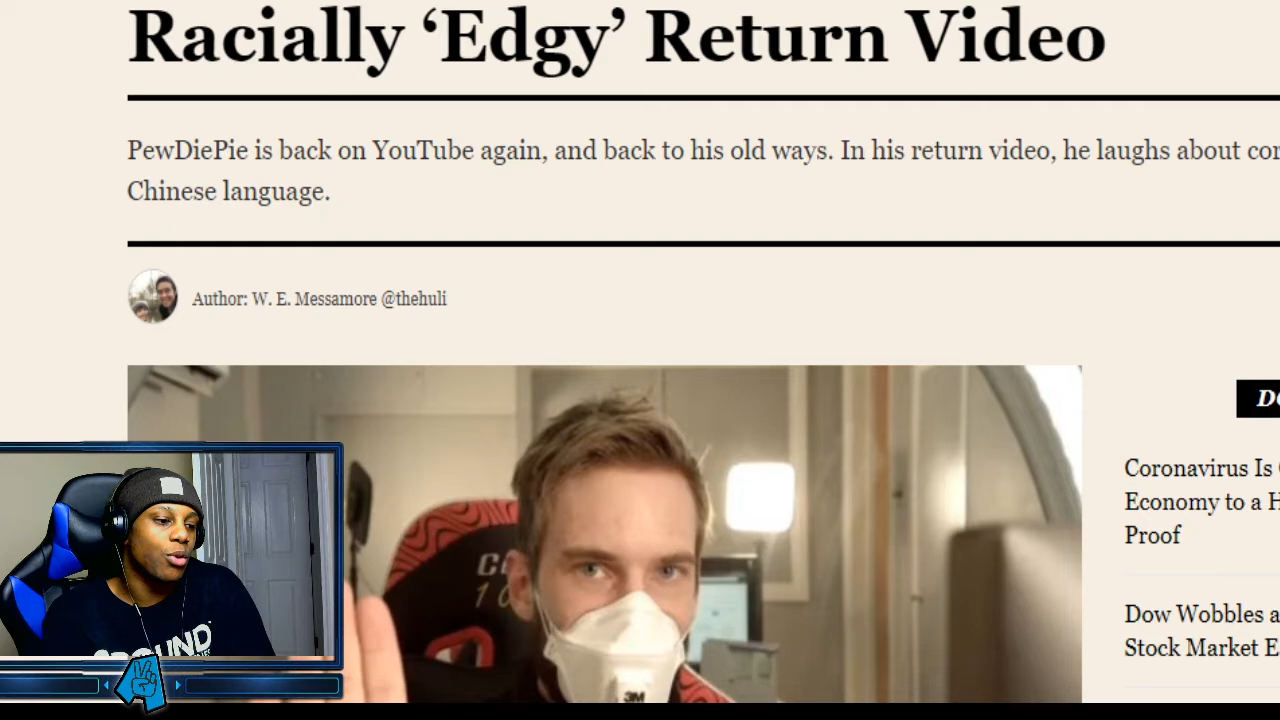 Racially ‘Edgy’ Return Video
PewDiePie is back on YouTube again, and back to his old ways. In his return video, he laughs about
Chinese language.
Author: W. E. Messamore @thehuli
Coronavirus Is
Economy to a
Proof
Dow Wobbles
Stock Market
3M